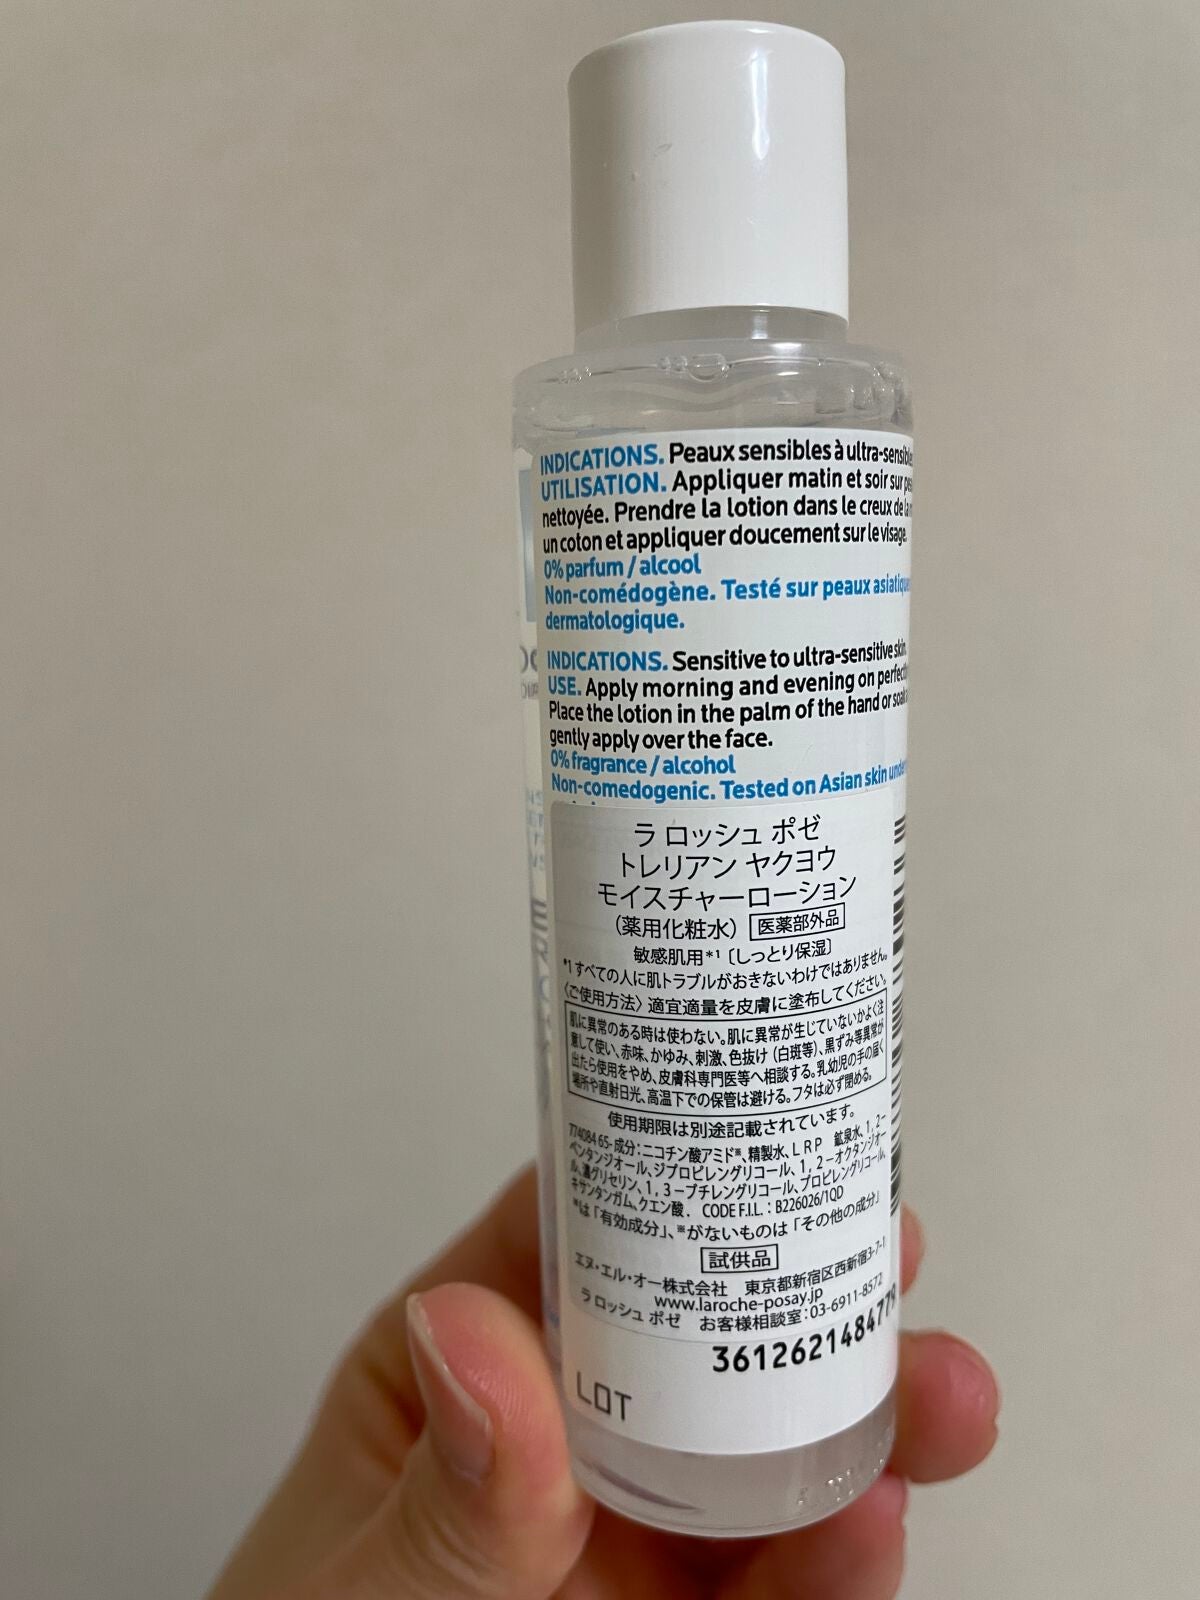 INDICATIONS. Peaux sensibles à ultra-sensibles
UTILISATION. Appliquer matin et soir sur
nettoyée. Prendre la lotion dans le creux de la
un coton et appliquer doucement sur le visage.
0% parfum / alcool
Non-comédogène. Testé sur peaux
dermatologique.
INDICATIONS. Sensitive to ultra-sensitive skin.
USE. Apply morning and evening on
Place the lotion in the palm of the hand or
gently apply over the face.
0% fragrance / alcohol
Non-comedogenic. Tested on Asian skin
ラ ロッシュ ポゼ
トレリアン ヤクヨウ
モイスチャーローション
(薬用化粧水) 医薬部外品
敏感肌用*1〔しっとり保湿〕
*1 すべての人に肌トラブルがおきないわけではありません。
〈ご使用方法〉適宜適量を皮膚に塗布してください。
肌に異常のある時は使わない。肌に異常が生じていないかよく注
意して使い、赤味、かゆみ、刺激、色抜け(白斑等)、黒ずみ等異常が
出たら使用をやめ、皮膚科専門医等へ相談する。乳幼児の手の届く
場所や直射日光、高温下での保管は避ける。フタは必ず閉める。
使用期限は別途記載されています。
774084 65- 成分：ニコチン酸アミド※、精製水、LRP 鉱泉水、1,2－
ペンタンジオール、ジプロピレングリコール、1,2－オクタンジオー
ル、濃グリセリン、1,3－ブチレングリコール、プロピレングリコール、
キサンタンガム、クエン酸. CODE F.I.L. : B226026/1QD
※は「有効成分」、※がないものは「その他の成分」
試供品
エヌ・エル・オー株式会社 東京都新宿区西新宿3-7-1
www.laroche-posay.jp
ラ ロッシュ ポゼ お客様相談室：03-6911-8572
3612621484779
LOT